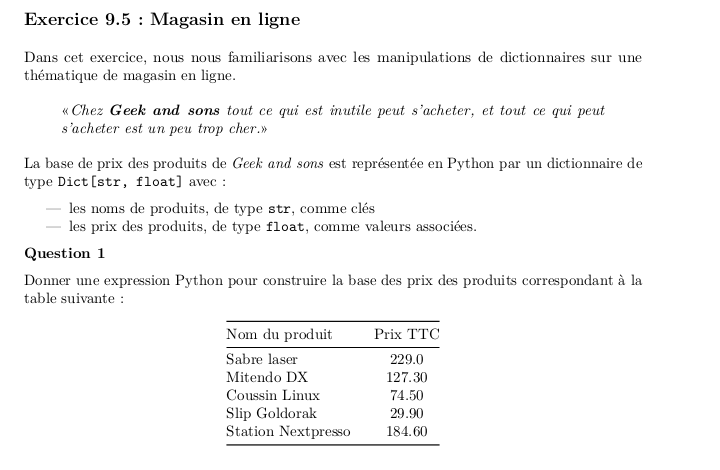 Exercice 9.5 : Magasin en ligne
Dans cet exercice, nous nous familiarisons avec les manipulations de dictionnaires sur une
thématique de magasin en ligne.
« Chez Geek and sons tout ce qui est inutile peut s'acheter, et tout ce qui peut
s'acheter est un peu trop cher.»
La base de prix des produits de Geek and sons est représentée en Python par un dictionnaire de
type Dict[str, float] avec :
— les noms de produits, de type str, comme clés
— les prix des produits, de type float, comme valeurs associées.
Question 1
Donner une expression Python pour construire la base des prix des produits correspondant à la
table suivante :
Nom du produit Prix TTC
Sabre laser 229.0
Mitendo DX 127.30
Coussin Linux 74.50
Slip Goldorak 29.90
Station Nextpresso 184.60